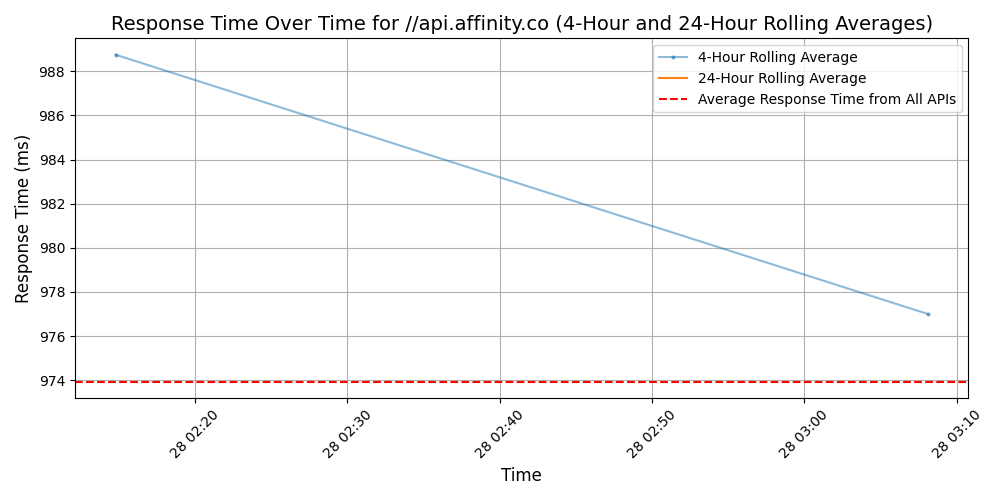 Response Time Over Time for //api.affinity.co (4-Hour and 24-Hour Rolling Averages)
4-Hour Rolling Average
24-Hour Rolling Average
Average Response Time from All APIs
Response Time (ms)
988
986
984
982
980
978
976
974
28 02:20
28 02:30
28 02:40
28 02:50
28 03:00
28 03:10
Time